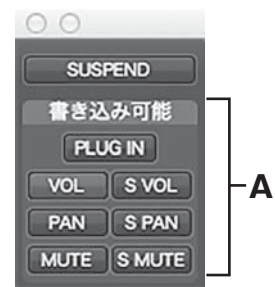 SUSPEND
書き込み可能
PLUG IN
VOL S VOL
PAN S PAN
MUTE S MUTE
A